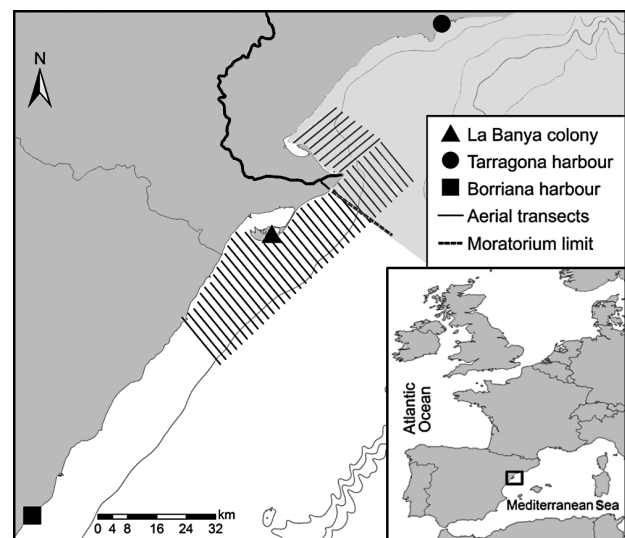 N
La Banya colony
Tarragona harbour
Borriana harbour
Aerial transects
Moratorium limit
Atlantic
Ocean
Mediterranean Sea
km
0 4 8 16 24 32